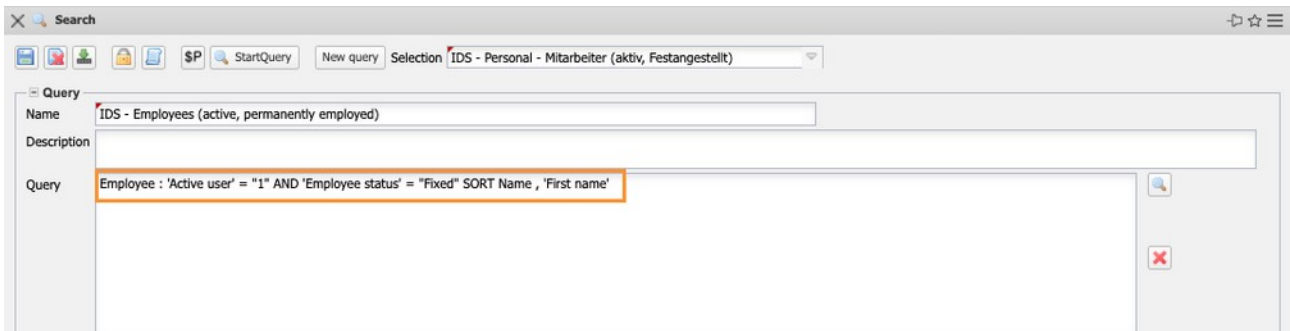 Search
$P StartQuery New query Selection IDS - Personal - Mitarbeiter (aktiv, Festangestellt)
Query
Name IDS - Employees (active, permanently employed)
Description
Query Employee : 'Active user' = "1" AND 'Employee status' = "Fixed" SORT Name , 'First name'